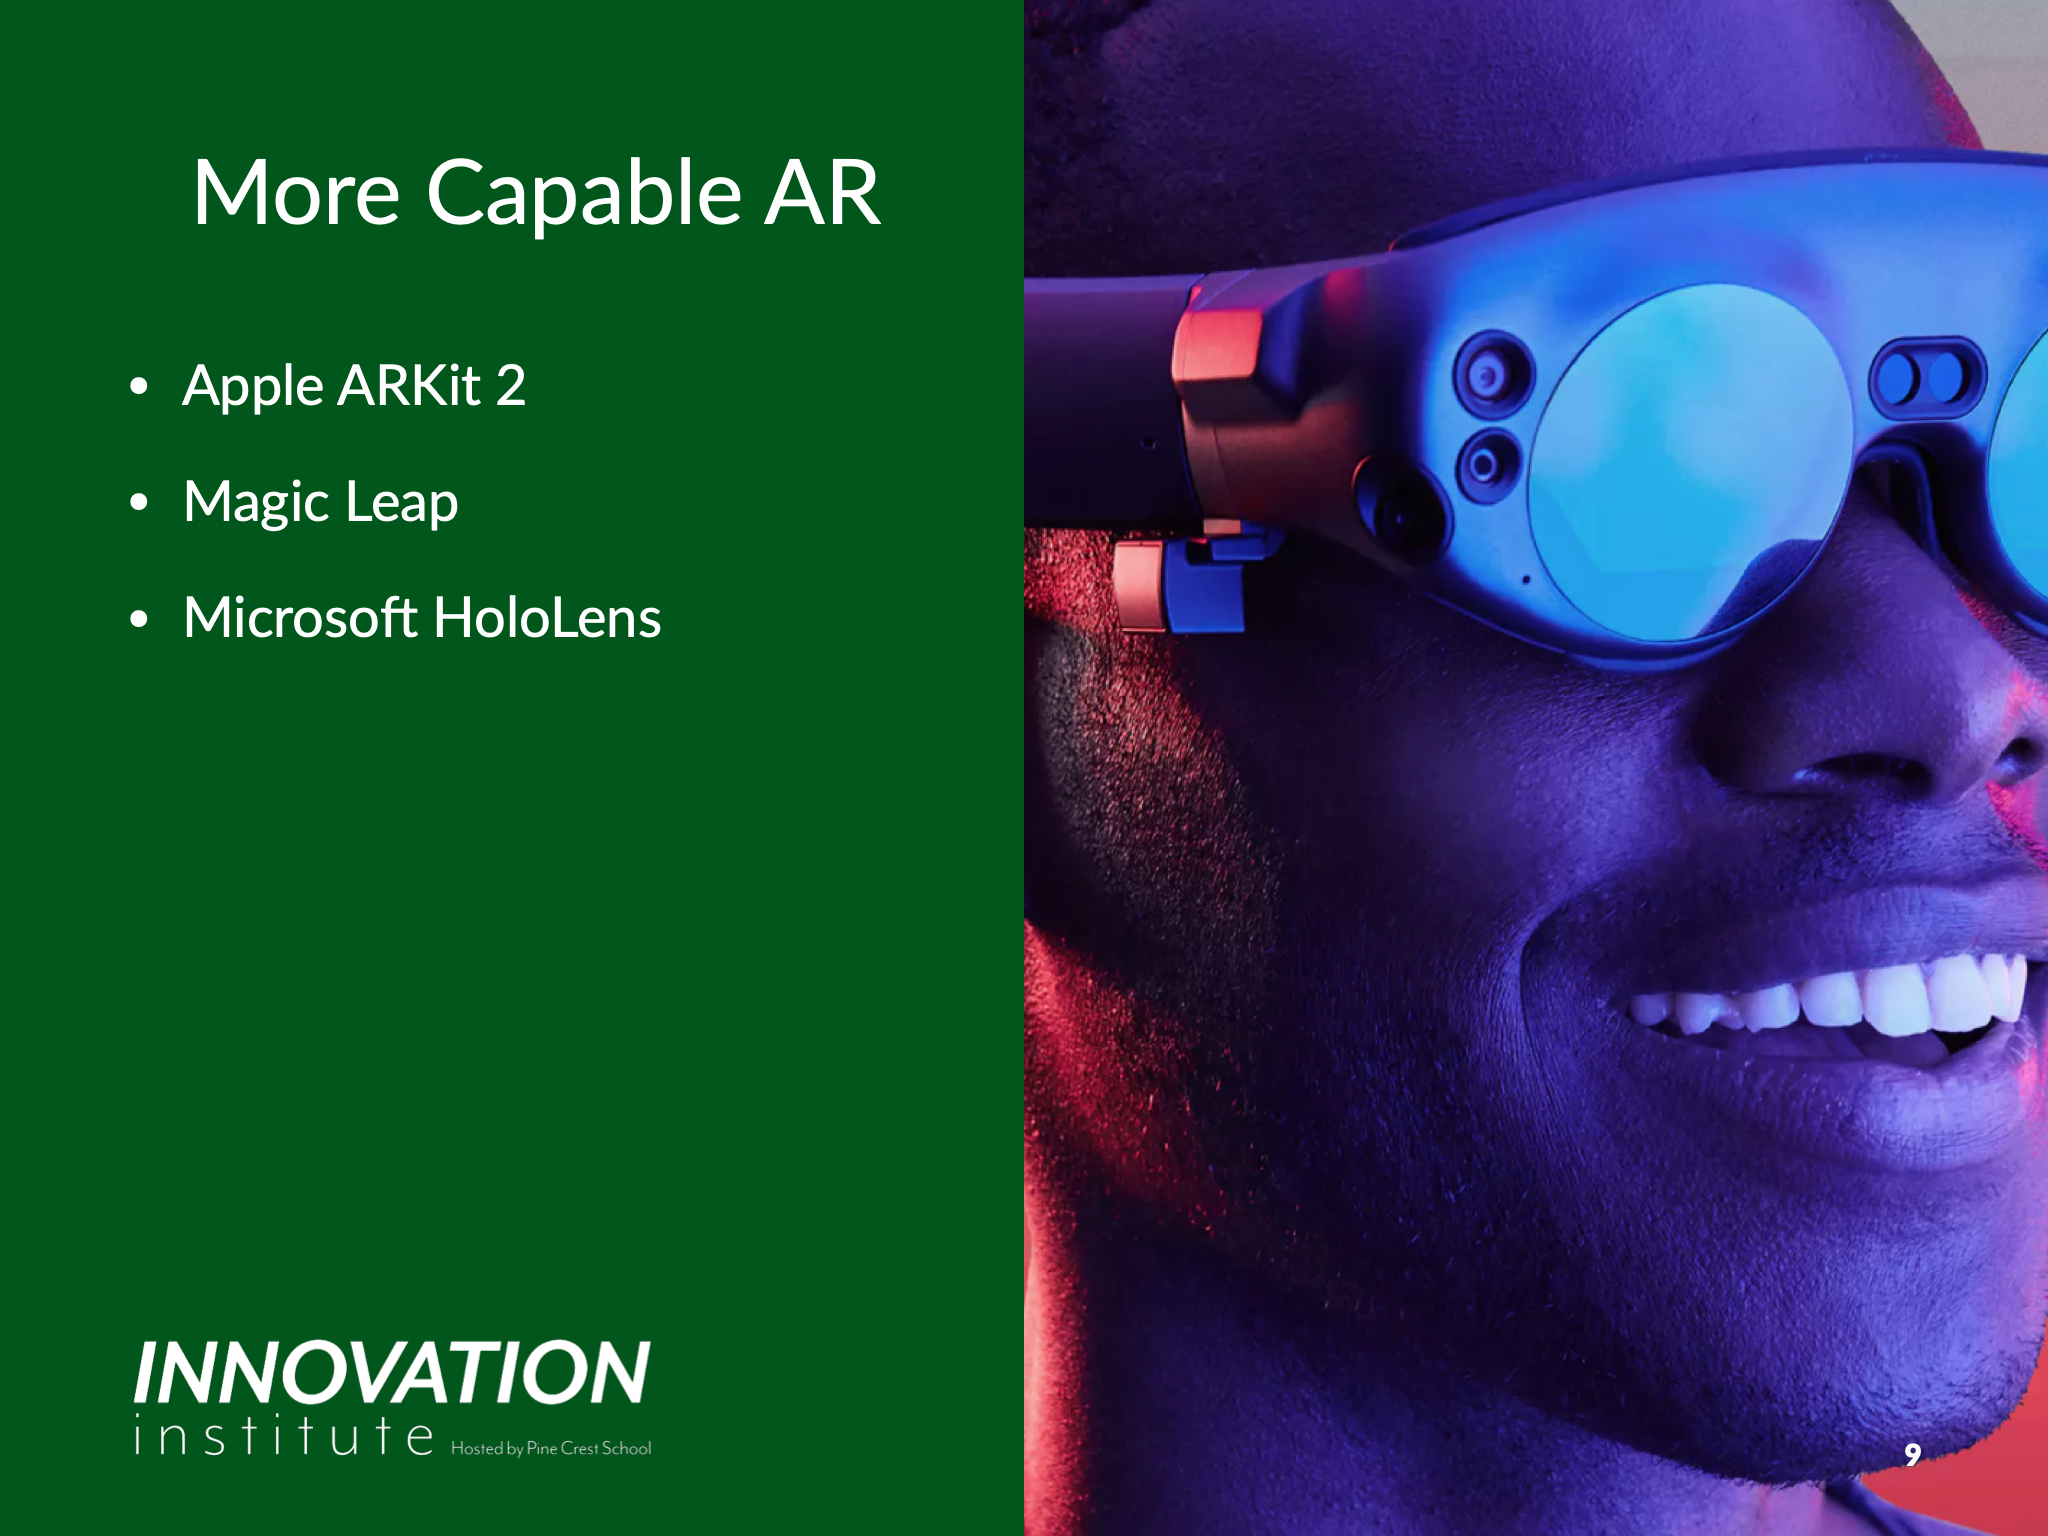 More Capable AR
• Apple ARKit 2
• Magic Leap
• Microsoft HoloLens
INNOVATION
institute Hosted by Pine Crest School
9